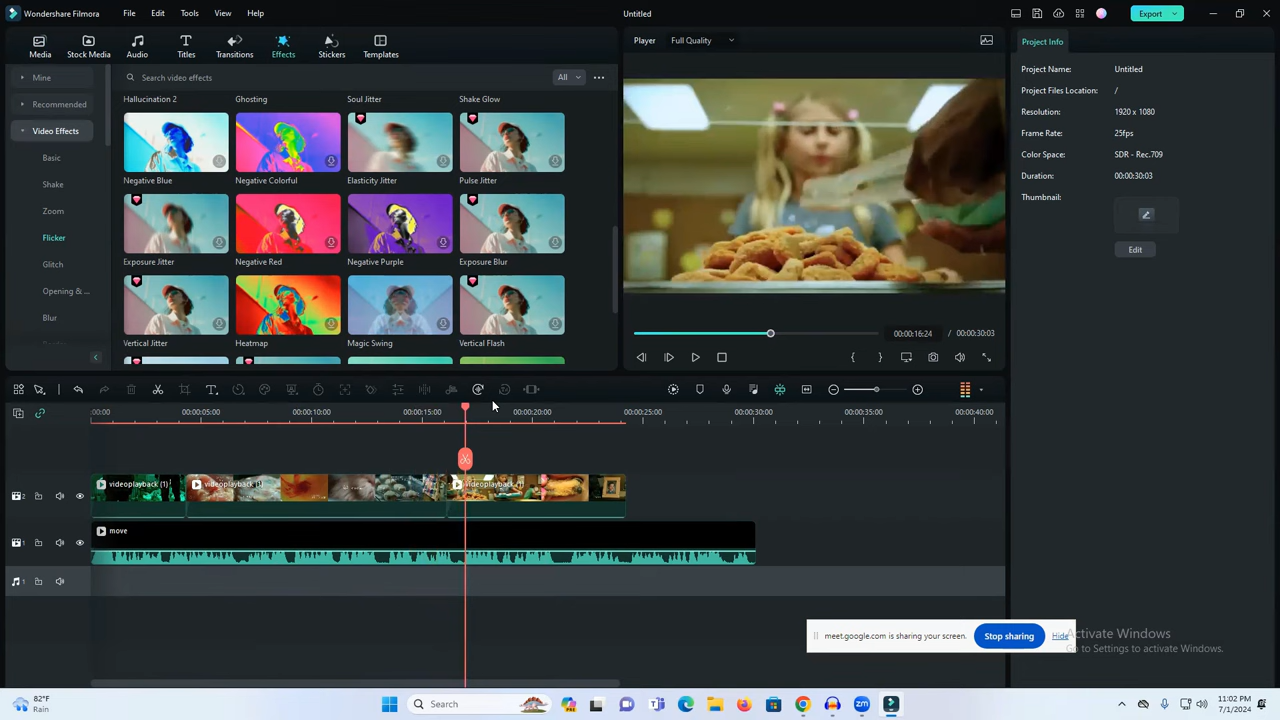 Wondershare Filmora File Edit Tools View Help
Untitled
Export
Media Stock Media Audio Titles Transitions Effects Stickers Templates
Mine
Recommended
Video Effects
Basic
Shake
Zoom
Flicker
Glitch
Opening & ...
Blur
Search video effects
All
Hallucination 2 Ghosting Soul Jitter Shake Glow
Negative Blue Negative Colorful Elasticity Jitter Pulse Jitter
Exposure Jitter Negative Red Negative Purple Exposure Blur
Vertical Jitter Heatmap Magic Swing Vertical Flash
Player Full Quality
00:00:16:24 / 00:00:30:03
Project Info
Project Name: Untitled
Project Files Location: /
Resolution: 1920 x 1080
Frame Rate: 25fps
Color Space: SDR - Rec.709
Duration: 00:00:30:03
Thumbnail:
Edit
:00:00 00:00:05:00 00:00:10:00 00:00:15:00 00:00:20:00 00:00:25:00 00:00:30:00 00:00:35:00 00:00:40:00
videoplayback (1) videoplayback (1) videoplayback (1)
2
move
1
1
meet.google.com is sharing your screen. Stop sharing Hide
Activate Windows
Go to Settings to activate Windows.
82°F
Rain
Search
zm
11:02 PM
7/1/2024